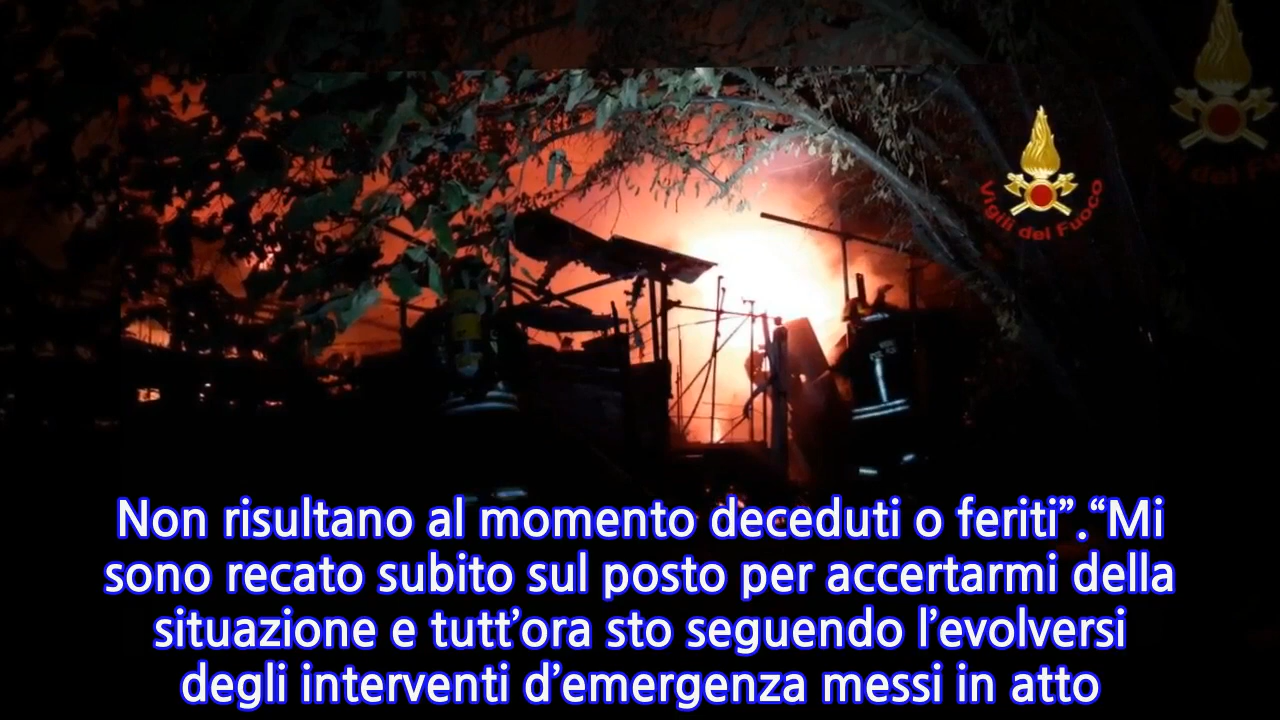 Vigili del Fuoco
Non risultano al momento deceduti o feriti”.“Mi
sono recato subito sul posto per accertarmi della
situazione e tutt’ora sto seguendo l’evolversi
degli interventi d’emergenza messi in atto